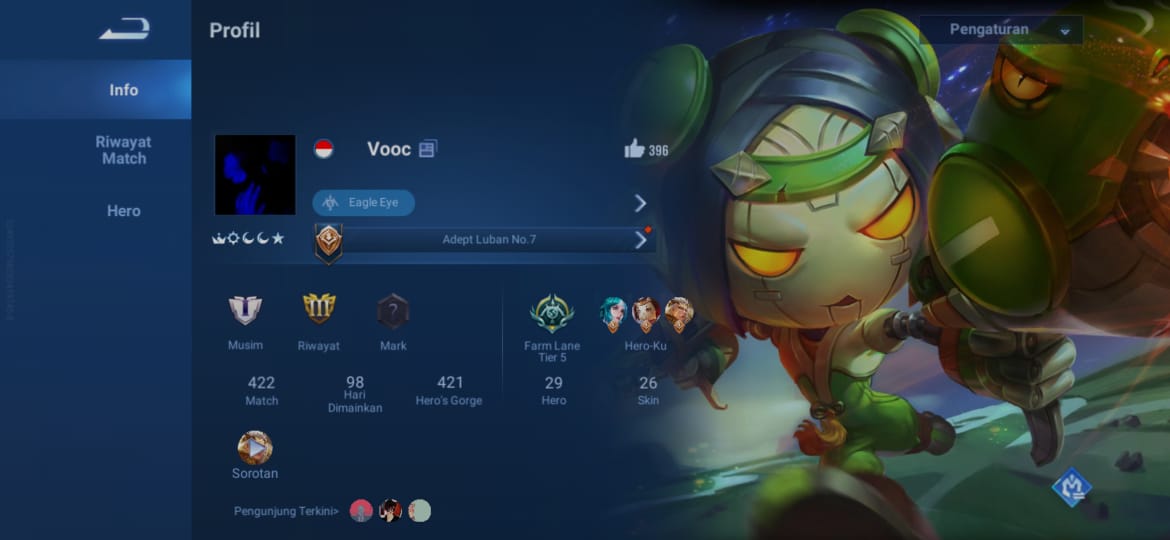 Profil
Pengaturan
Info
Riwayat
Match
Hero
Vooc
396
Eagle Eye
Adept Luban No.7
Musim
Riwayat
Mark
Farm Lane
Tier 5
Hero-Ku
422
Match
98
Hari
Dimainkan
421
Hero's Gorge
29
Hero
26
Skin
Sorotan
Pengunjung Terkini>